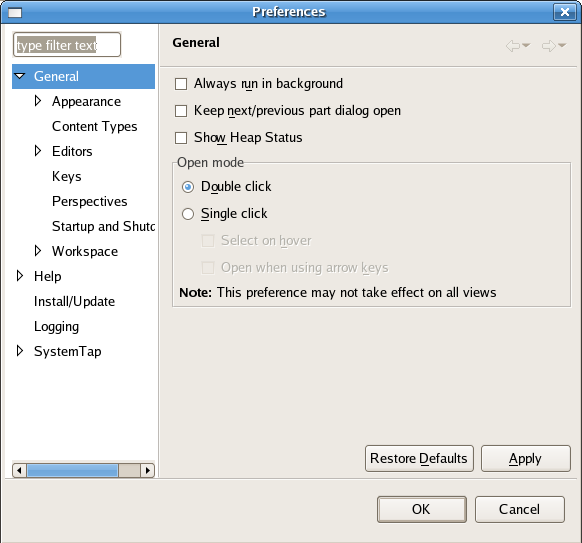 Preferences
type filter text
General
Appearance
Content Types
Editors
Keys
Perspectives
Startup and Shutc
Workspace
Help
Install/Update
Logging
SystemTap
General
Always run in background
Keep next/previous part dialog open
Show Heap Status
Open mode
Double click
Single click
Select on hover
Open when using arrow keys
Note: This preference may not take effect on all views
Restore Defaults
Apply
OK
Cancel